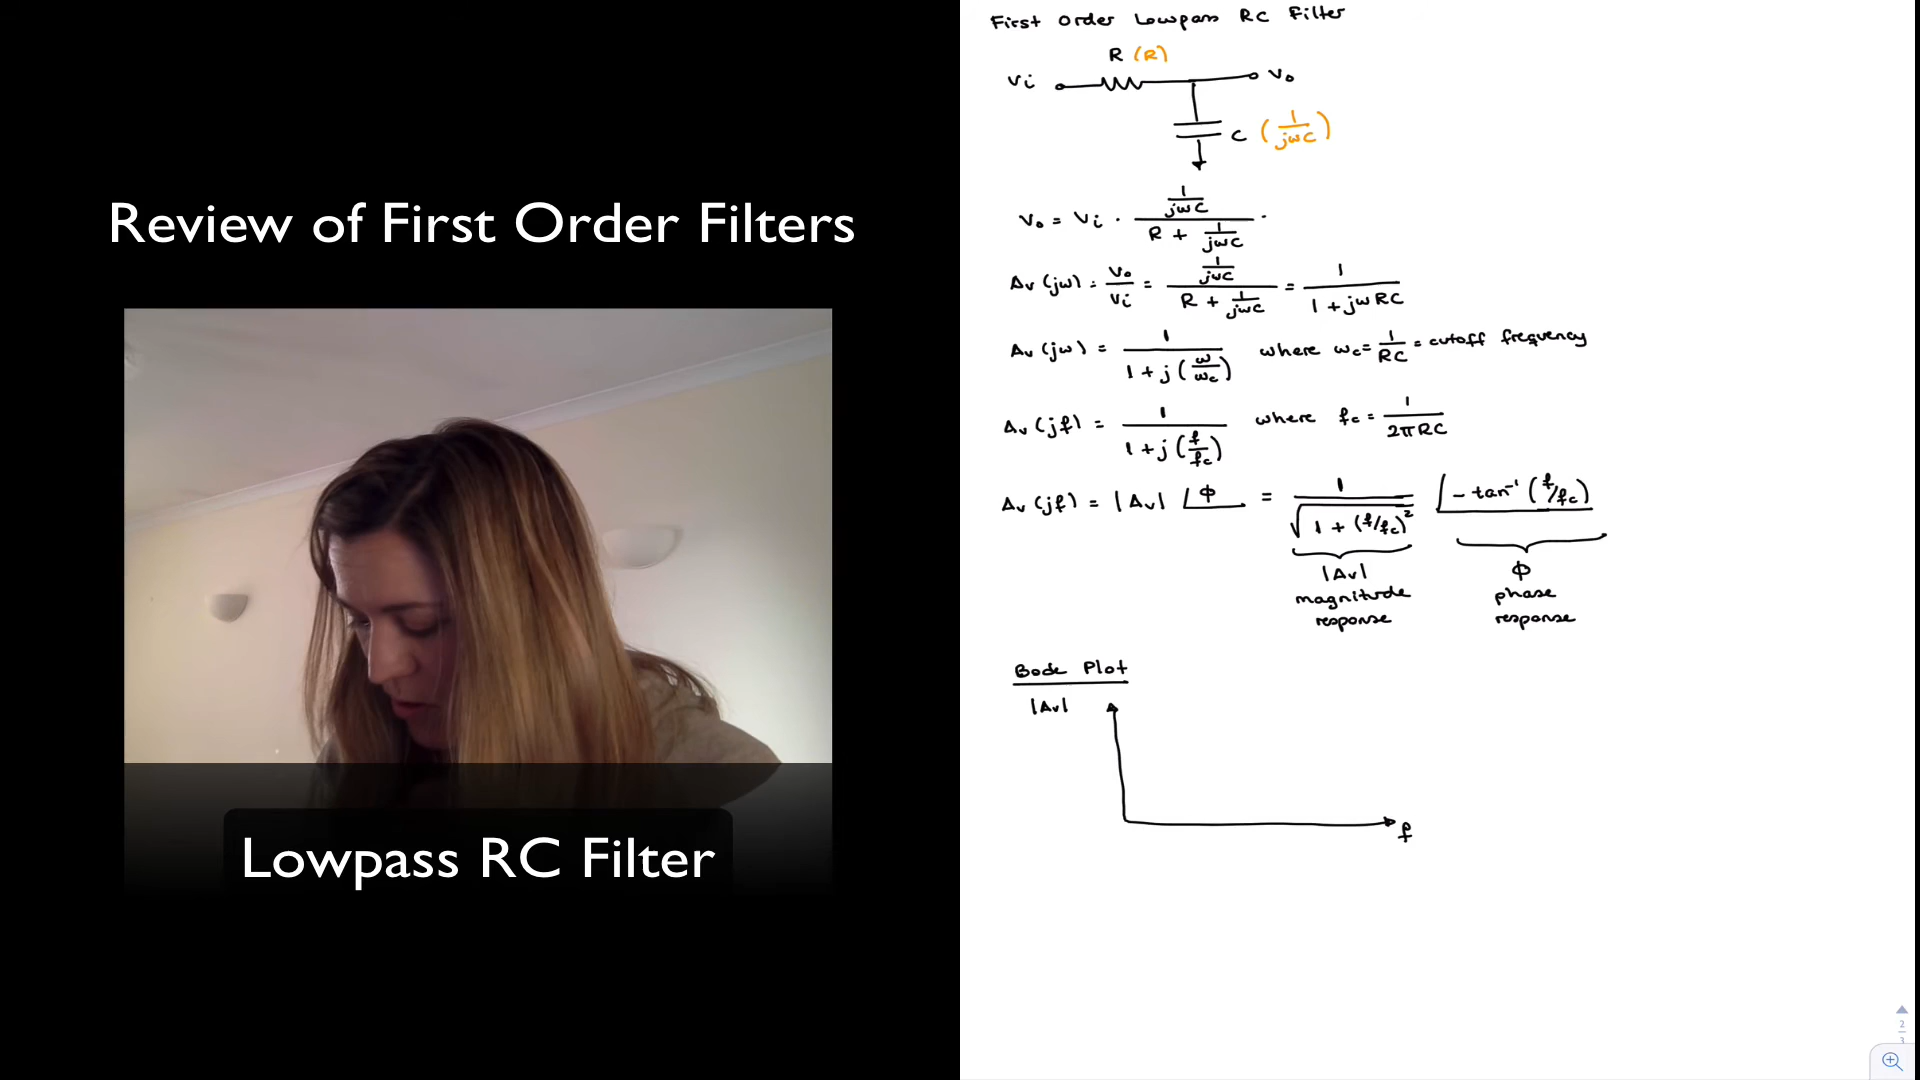 Review of First Order Filters
Lowpass RC Filter
First Order Lowpass RC Filter
R (R)
Vi Vo
C (1/jωC)
Vo = Vi · (1/jωC)/(R + 1/jωC) ·
Av (jω) = Vo/Vi = (1/jωC)/(R + 1/jωC) = 1/(1 + jωRC)
Av (jω) = 1/(1 + j(ω/ωc)) where ωc = 1/RC = cutoff frequency
Av (jf) = 1/(1 + j(f/fc)) where fc = 1/2πRC
Av (jf) = |Av| ∠ϕ = 1/√(1 + (f/fc)²) ∠-tan⁻¹(f/fc)
|Av| ϕ
magnitude phase
response response
Bode Plot
|Av|
f
2
3